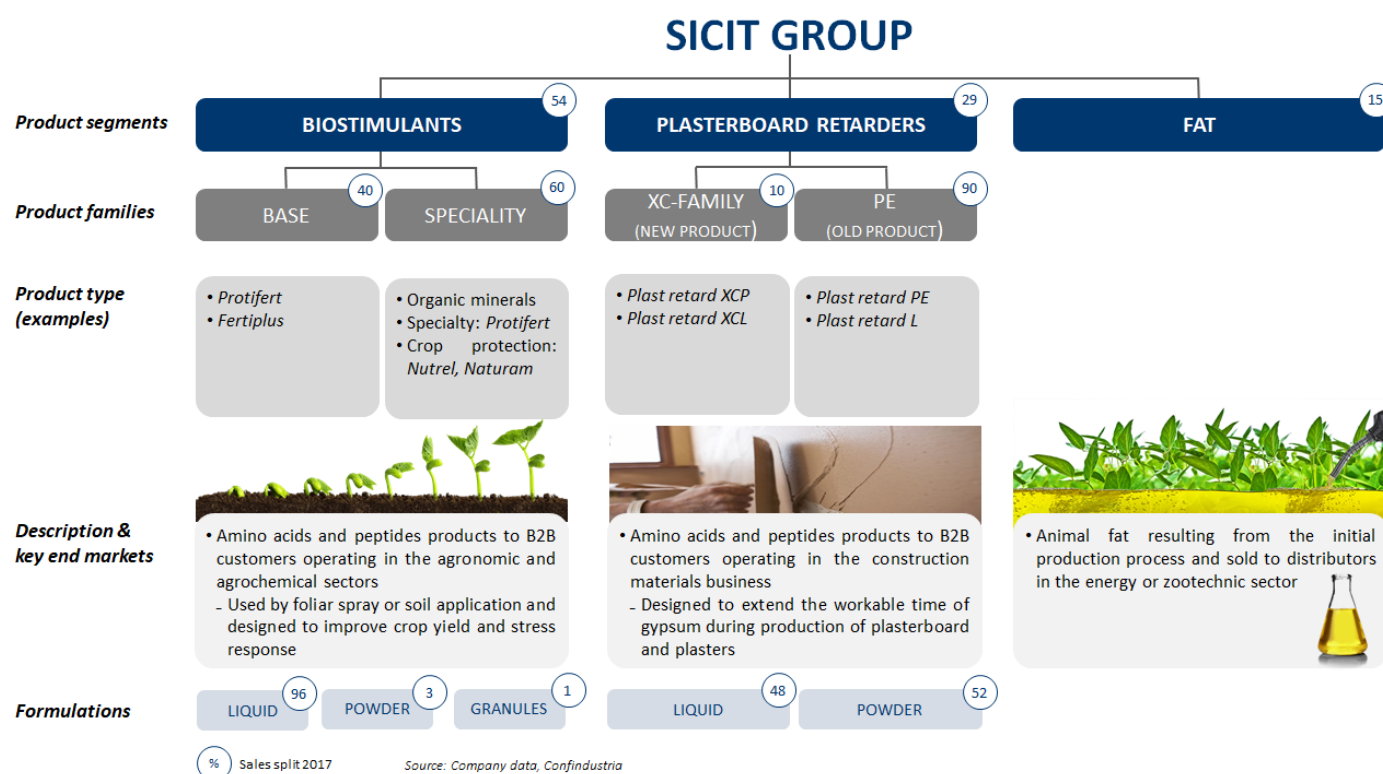 SICIT GROUP
Product segments
BIOSTIMULANTS
54
PLASTERBOARD RETARDERS
29
FAT
15
Product families
BASE
40
SPECIALITY
60
XC-FAMILY
(NEW PRODUCT)
10
PE
(OLD PRODUCT)
90
Product type
(examples)
• Protifert
• Fertiplus
• Organic minerals
• Specialty: Protifert
• Crop protection:
Nutrel, Naturam
• Plast retard XCP
• Plast retard XCL
• Plast retard PE
• Plast retard L
Description &
key end markets
• Amino acids and peptides products to B2B
customers operating in the agronomic and
agrochemical sectors
- Used by foliar spray or soil application and
designed to improve crop yield and stress
response
• Amino acids and peptides products to B2B
customers operating in the construction
materials business
- Designed to extend the workable time of
gypsum during production of plasterboard
and plasters
• Animal fat resulting from the initial
production process and sold to distributors
in the energy or zootechnic sector
Formulations
LIQUID
96
POWDER
3
GRANULES
1
LIQUID
48
POWDER
52
% Sales split 2017
Source: Company data, Confindustria